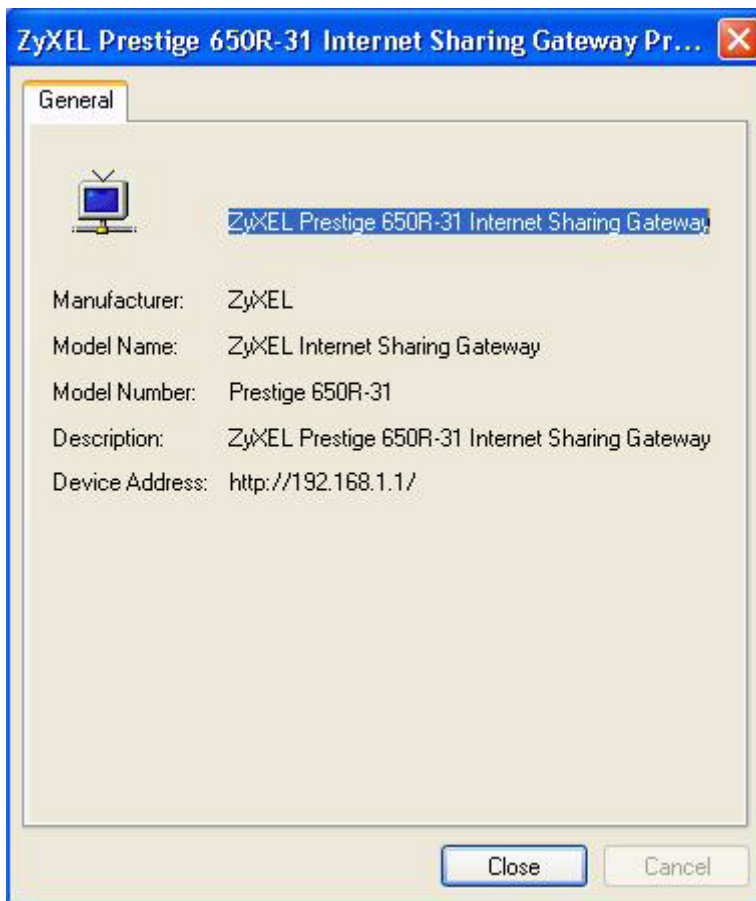 ZyXEL Prestige 650R-31 Internet Sharing Gateway Pr...
General
ZyXEL Prestige 650R-31 Internet Sharing Gateway
Manufacturer: ZyXEL
Model Name: ZyXEL Internet Sharing Gateway
Model Number: Prestige 650R-31
Description: ZyXEL Prestige 650R-31 Internet Sharing Gateway
Device Address: http://192.168.1.1/
Close Cancel